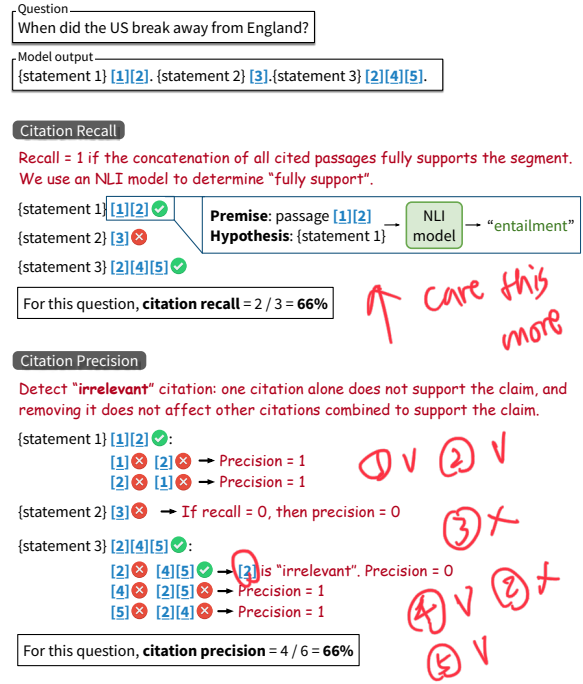 Question
When did the US break away from England?
Model output
{statement 1} [1][2]. {statement 2} [3].{statement 3} [2][4][5].
Citation Recall
Recall = 1 if the concatenation of all cited passages fully supports the segment.
We use an NLI model to determine “fully support”.
{statement 1} [1][2]
Premise: passage [1][2]
Hypothesis: {statement 1}
NLI
model
“entailment”
{statement 2} [3]
{statement 3} [2][4][5]
For this question, citation recall = 2 / 3 = 66%
care this
more
Citation Precision
Detect “irrelevant” citation: one citation alone does not support the claim, and
removing it does not affect other citations combined to support the claim.
{statement 1} [1][2]:
[1] [2] → Precision = 1
[2] [1] → Precision = 1
① V ② V
{statement 2} [3] → If recall = 0, then precision = 0
③ X
{statement 3} [2][4][5]:
[2] [4][5] → [2] is “irrelevant”. Precision = 0
[4] [2][5] → Precision = 1
[5] [2][4] → Precision = 1
④ V ② X
⑤ V
For this question, citation precision = 4 / 6 = 66%